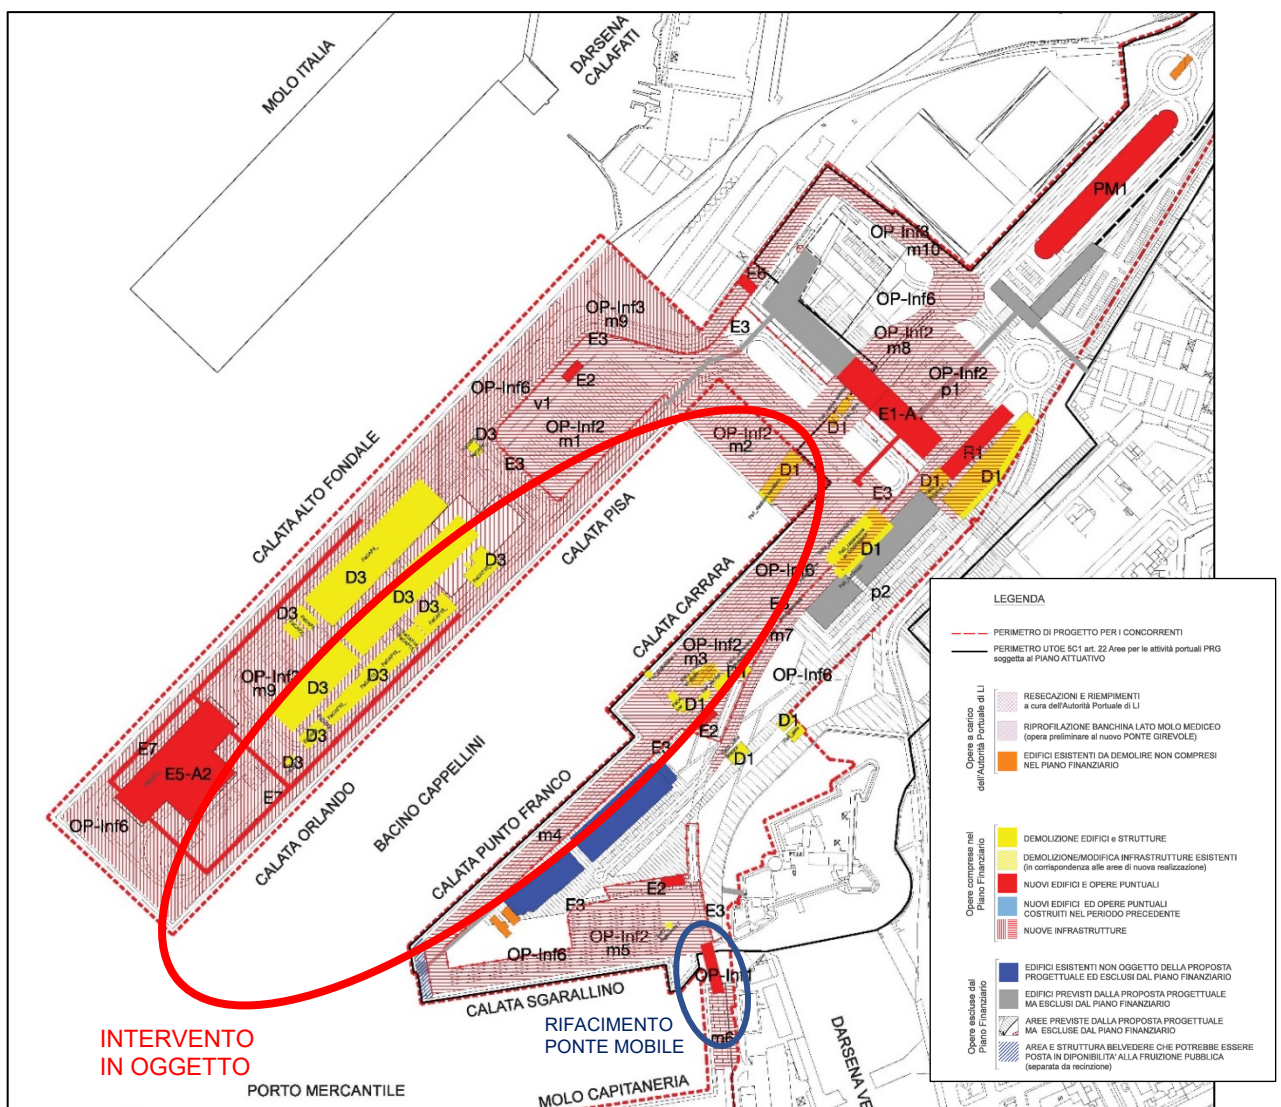 MOLO ITALIA
DARSENA
CALAFATI
PM1
OP-Inf3
m10
E6
OP-Inf6
OP-Inf3
m9
E3
E3
OP-Inf2
m8
OP-Inf2
p1
OP-Inf6
v1
E2
E1-A
D1
OP-Inf2
m1
OP-Inf2
m2
R1
D3
E3
D1
D1
D1
E3
CALATA ALTO FONDALE
CALATA PISA
D1
D3
D3
OP-Inf6
D3
D3
D3
p2
CALATA CARRARA
m7
OP-Inf2
m3
D1
OP-Inf6
D3
D3
m9
D1
D1
E2
D3
E7
E5-A2
D3
E3
D1
E7
OP-Inf6
CALATA ORLANDO
BACINO CAPPELLINI
CALATA PUNTO FRANCO
m4
E2
E3
E3
OP-Inf2
m5
OP-Inf6
OP-Inf1
CALATA SGARALLINO
m6
INTERVENTO
IN OGGETTO
RIFACIMENTO
PONTE MOBILE
PORTO MERCANTILE
MOLO CAPITANERIA
DARSENA VE
LEGENDA
PERIMETRO DI PROGETTO PER I CONCORRENTI
PERIMETRO UTOE 5C1 art. 22 Aree per le attività portuali PRG
soggetta al PIANO ATTUATIVO
Opere a carico
dell'Autorità Portuale di LI
RESECAZIONI E RIEMPIMENTI
a cura dell'Autorità Portuale di LI
RIPROFILAZIONE BANCHINA LATO MOLO MEDICEO
(opera preliminare al nuovo PONTE GIREVOLE)
EDIFICI ESISTENTI DA DEMOLIRE NON COMPRESI
NEL PIANO FINANZIARIO
Opere comprese nel
Piano Finanziario
DEMOLIZIONE EDIFICI e STRUTTURE
DEMOLIZIONE/MODIFICA INFRASTRUTTURE ESISTENTI
(in corrispondenza alle aree di nuova realizzazione)
NUOVI EDIFICI E OPERE PUNTUALI
NUOVI EDIFICI ED OPERE PUNTUALI
COSTRUITI NEL PERIODO PRECEDENTE
NUOVE INFRASTRUTTURE
Opere escluse dal
Piano Finanziario
EDIFICI ESISTENTI NON OGGETTO DELLA PROPOSTA
PROGETTUALE ED ESCLUSI DAL PIANO FINANZIARIO
EDIFICI PREVISTI DALLA PROPOSTA PROGETTUALE
MA ESCLUSI DAL PIANO FINANZIARIO
AREE PREVISTE DALLA PROPOSTA PROGETTUALE
MA ESCLUSE DAL PIANO FINANZIARIO
AREA E STRUTTURA BELVEDERE CHE POTREBBE ESSERE
POSTA IN DIPONIBILITA' ALLA FRUIZIONE PUBBLICA
(separata da recinzione)